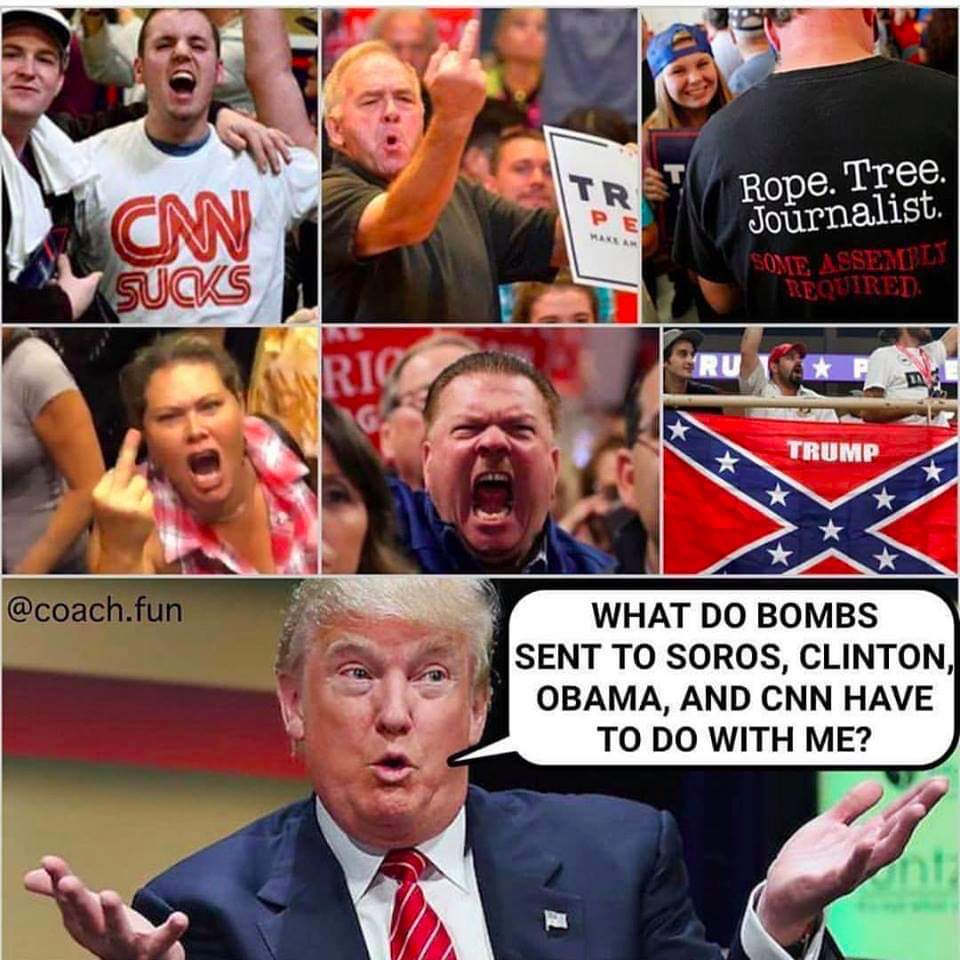 CNN
SUCKS
TR
PE
MAKE AM
T
Rope. Tree.
Journalist.
SOME ASSEMBLY
REQUIRED.
RIC
RU ★ P E
TRUMP
@coach.fun
WHAT DO BOMBS
SENT TO SOROS, CLINTON,
OBAMA, AND CNN HAVE
TO DO WITH ME?